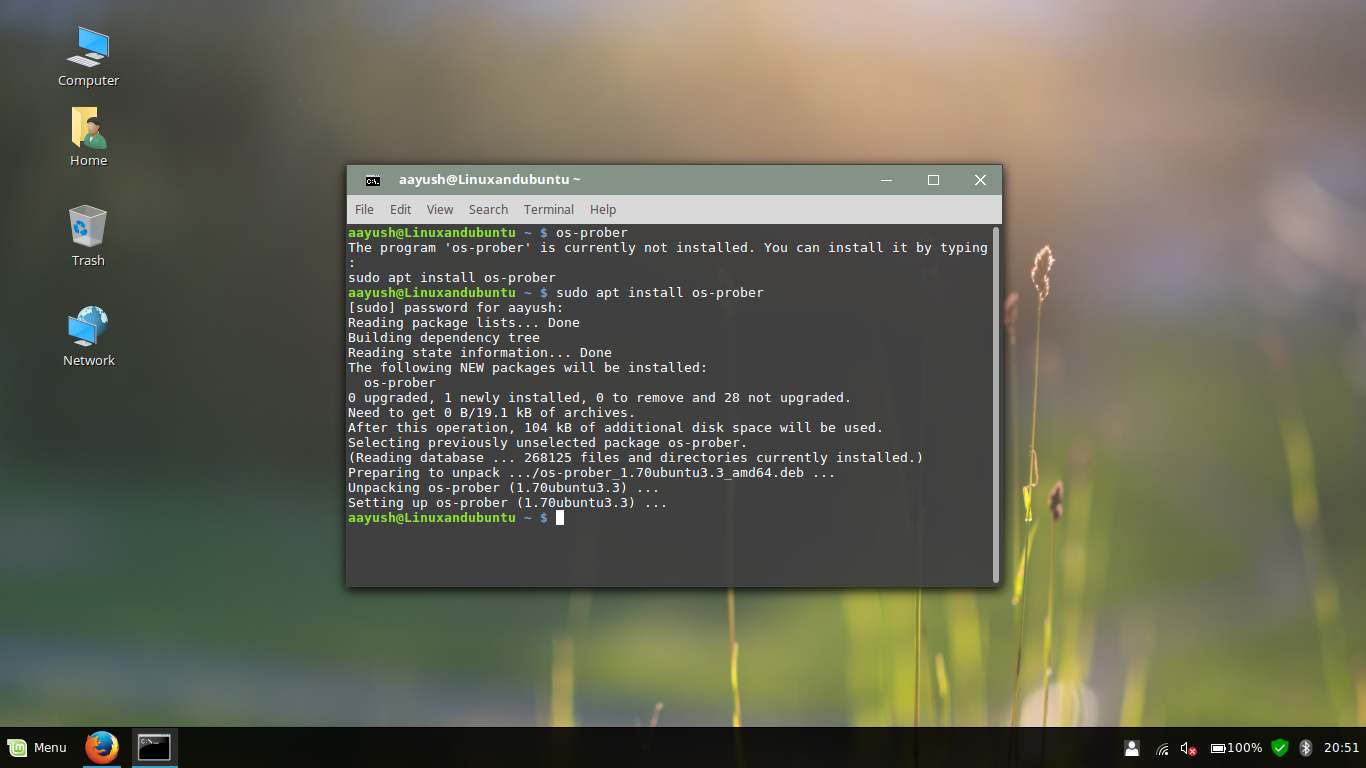 Computer
Home
Trash
Network
aayush@Linuxandubuntu ~
File Edit View Search Terminal Help
aayush@Linuxandubuntu ~ $ os-prober
The program 'os-prober' is currently not installed. You can install it by typing
:
sudo apt install os-prober
aayush@Linuxandubuntu ~ $ sudo apt install os-prober
[sudo] password for aayush:
Reading package lists... Done
Building dependency tree
Reading state information... Done
The following NEW packages will be installed:
  os-prober
0 upgraded, 1 newly installed, 0 to remove and 28 not upgraded.
Need to get 0 B/19.1 kB of archives.
After this operation, 104 kB of additional disk space will be used.
Selecting previously unselected package os-prober.
(Reading database ... 268125 files and directories currently installed.)
Preparing to unpack .../os-prober_1.70ubuntu3.3_amd64.deb ...
Unpacking os-prober (1.70ubuntu3.3) ...
Setting up os-prober (1.70ubuntu3.3) ...
aayush@Linuxandubuntu ~ $
Menu 100% 20:51